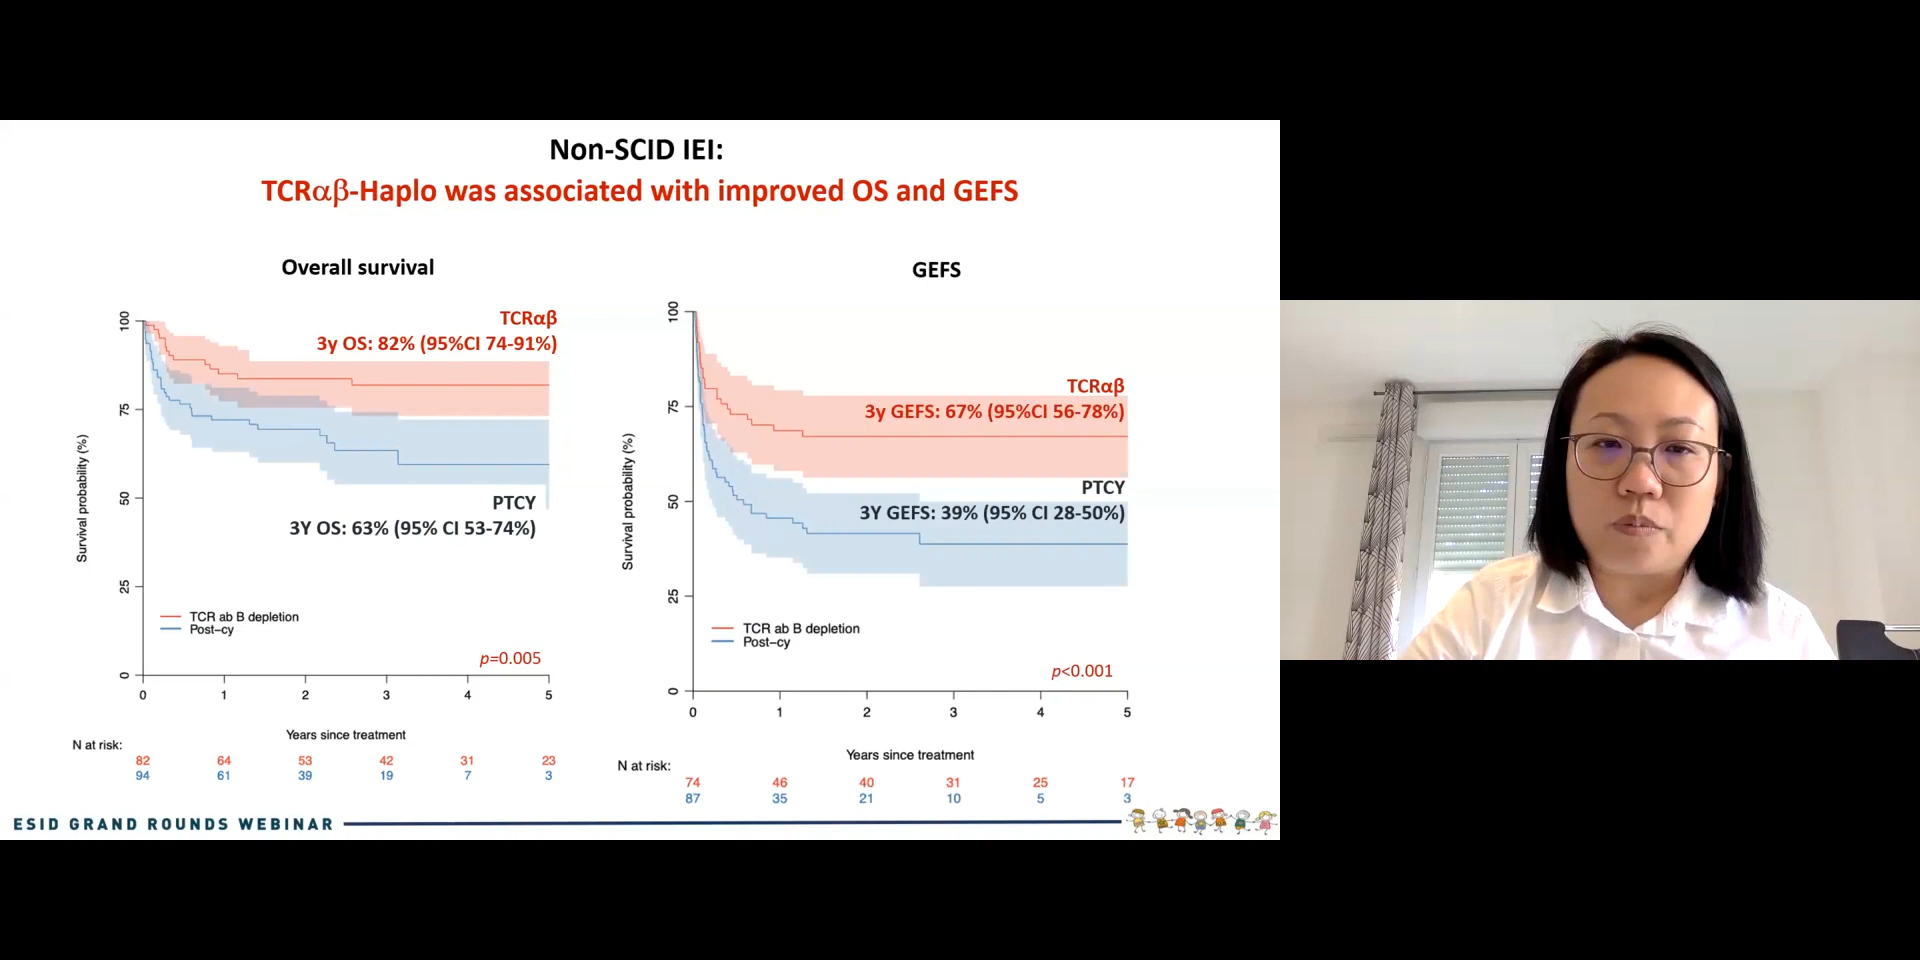 Non-SCID IEI:
TCRαβ-Haplo was associated with improved OS and GEFS
Overall survival
TCRαβ
3y OS: 82% (95%CI 74-91%)
PTCY
3Y OS: 63% (95% CI 53-74%)
Survival probability (%)
100
75
50
25
0
TCR ab B depletion
Post-cy
p=0.005
0 1 2 3 4 5
Years since treatment
N at risk:
82 64 53 42 31 23
94 61 39 19 7 3
GEFS
TCRαβ
3y GEFS: 67% (95%CI 56-78%)
PTCY
3Y GEFS: 39% (95% CI 28-50%)
Survival probability (%)
100
75
50
25
0
TCR ab B depletion
Post-cy
p<0.001
0 1 2 3 4 5
Years since treatment
N at risk:
74 46 40 31 25 17
87 35 21 10 5 3
ESID GRAND ROUNDS WEBINAR